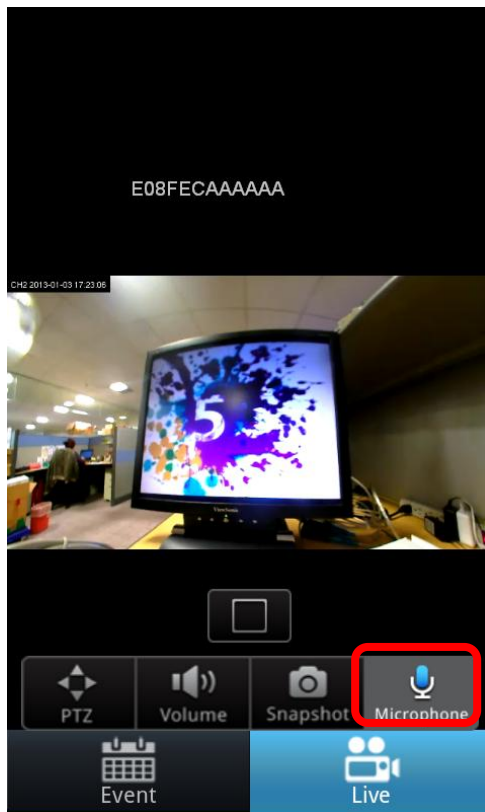 E08FECAAAAAA
CH2 2013-01-03 17:23:06
5
ViewSonic
PTZ Volume Snapshot Microphone
Event Live